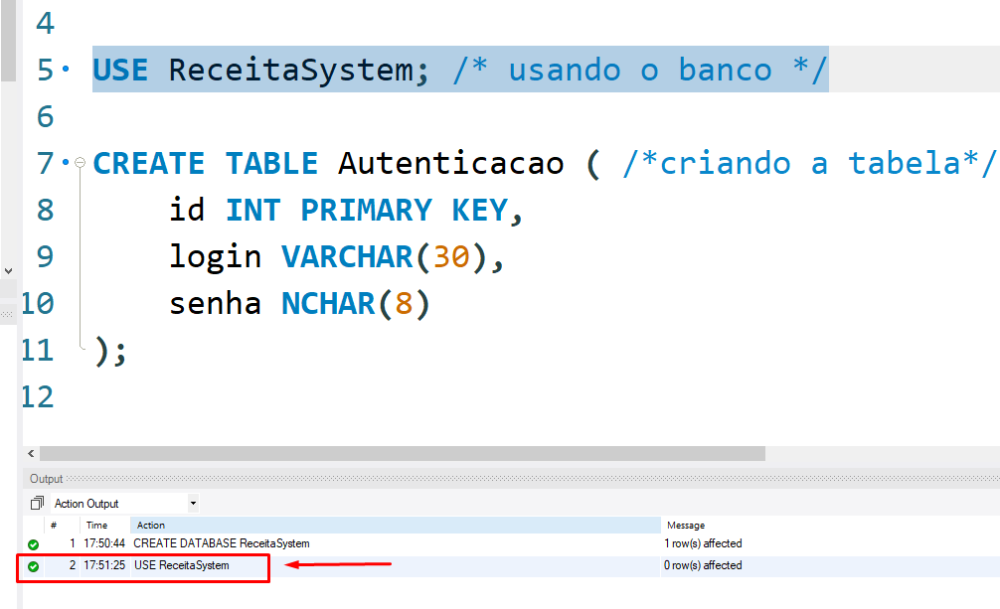 4
5 USE ReceitaSystem; /* usando o banco */
6
7 CREATE TABLE Autenticacao ( /*criando a tabela*/
8 id INT PRIMARY KEY,
9 login VARCHAR(30),
10 senha NCHAR(8)
11 );
12
Output
Action Output
# Time Action Message
1 17:50:44 CREATE DATABASE ReceitaSystem 1 row(s) affected
2 17:51:25 USE ReceitaSystem 0 row(s) affected